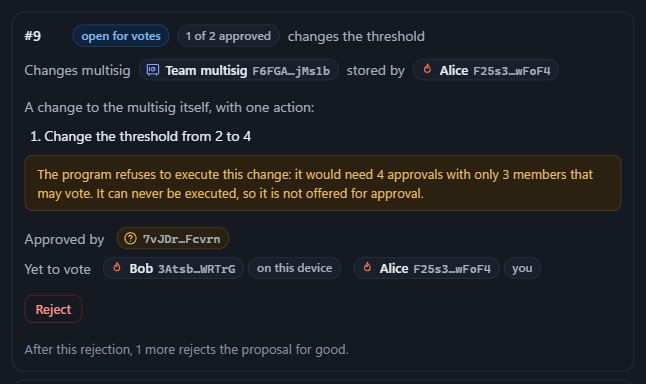 #9 open for votes 1 of 2 approved changes the threshold
Changes multisig Team multisig F6FGA…jMs1b stored by Alice F25s3…wFoF4
A change to the multisig itself, with one action:
1. Change the threshold from 2 to 4
The program refuses to execute this change: it would need 4 approvals with only 3 members that
may vote. It can never be executed, so it is not offered for approval.
Approved by 7vJDr…Fcvrn
Yet to vote Bob 3Atsb…WRTrG on this device Alice F25s3…wFoF4 you
Reject
After this rejection, 1 more rejects the proposal for good.